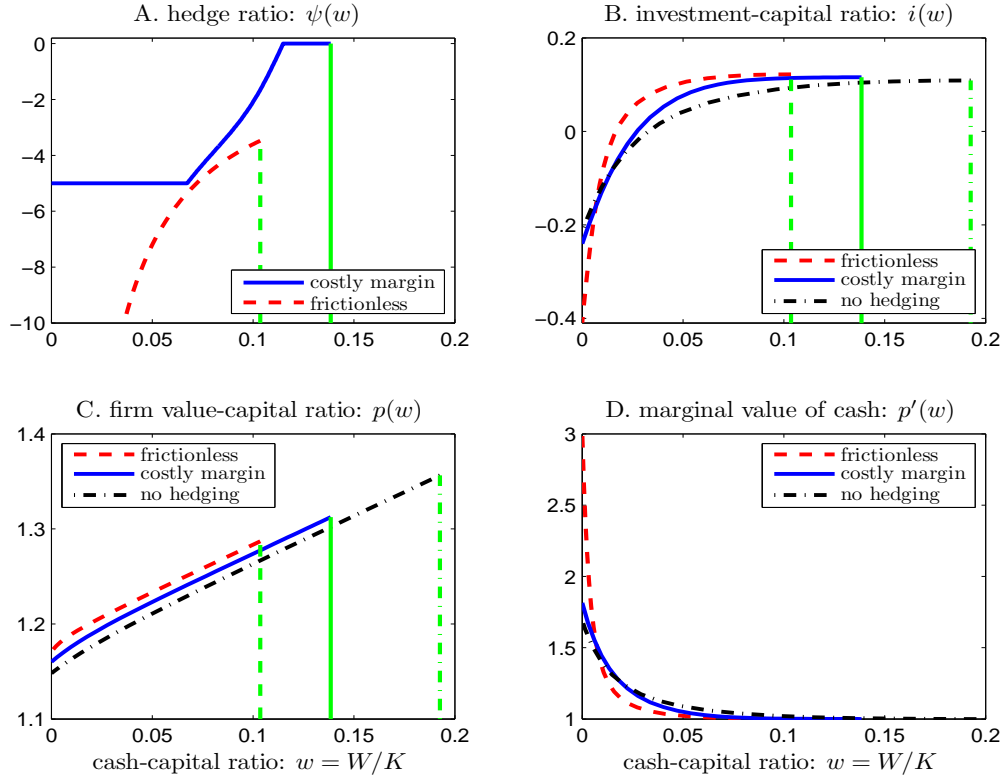 A. hedge ratio: ψ(w)
0
−2
−4
−6
−8
−10
0
0.05
0.1
0.15
0.2
costly margin
frictionless
B. investment-capital ratio: i(w)
0.2
0.1
0
−0.2
−0.4
0
0.05
0.1
0.15
0.2
frictionless
costly margin
no hedging
C. firm value-capital ratio: p(w)
1.4
1.3
1.2
1.1
0
0.05
0.1
0.15
0.2
frictionless
costly margin
no hedging
cash-capital ratio: w = W/K
D. marginal value of cash: p′(w)
3
2.5
2
1.5
1
0
0.05
0.1
0.15
0.2
frictionless
costly margin
no hedging
cash-capital ratio: w = W/K